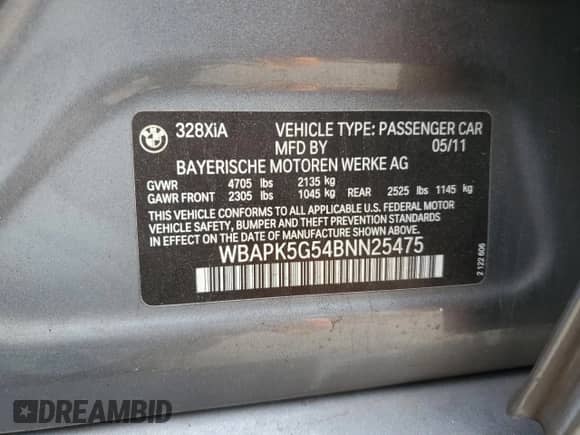 BMW
328XiA VEHICLE TYPE: PASSENGER CAR
MFD BY 05/11
BAYERISCHE MOTOREN WERKE AG
GVWR 4705 lbs 2135 kg
GAWR FRONT 2305 lbs 1045 kg REAR 2525 lbs 1145 kg
THIS VEHICLE CONFORMS TO ALL APPLICABLE
U.S. FEDERAL MOTOR
VEHICLE SAFETY, BUMPER AND THEFT PREVENTION
STANDARDS IN EFFECT ON THE DATE OF
MANUFACTURE SHOWN ABOVE.
WBAPK5G54BNN25475
2 122 606
DREAMBID